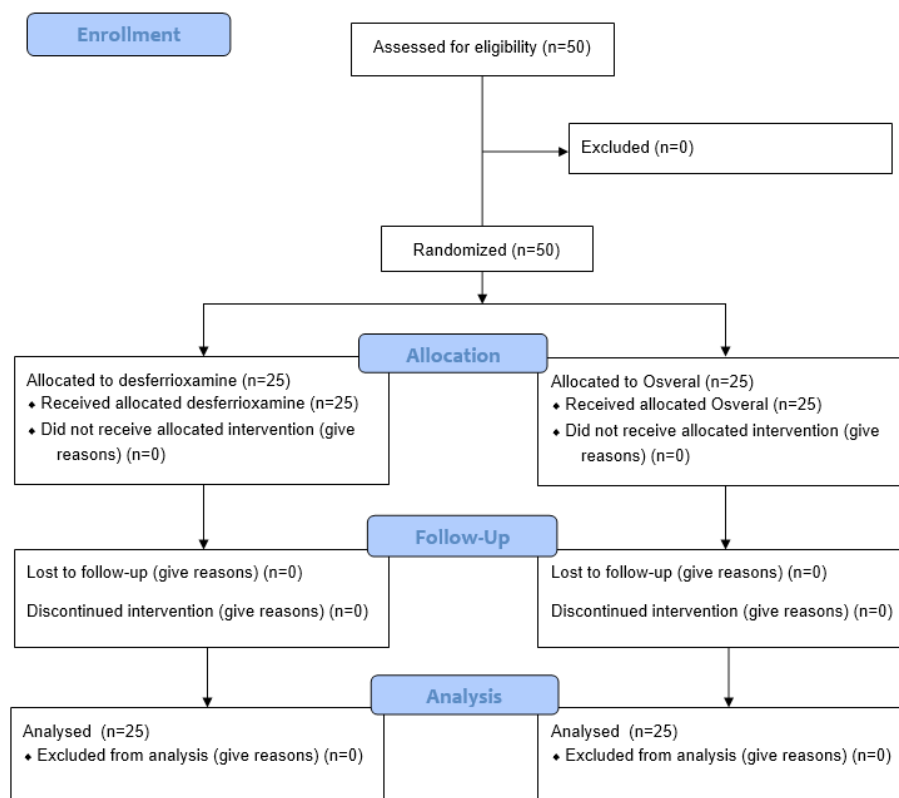 Enrollment
Assessed for eligibility (n=50)
Excluded (n=0)
Randomized (n=50)
Allocation
Allocated to desferrioxamine (n=25)
⬥ Received allocated desferrioxamine (n=25)
⬥ Did not receive allocated intervention (give
reasons) (n=0)
Allocated to Osveral (n=25)
⬥ Received allocated Osveral (n=25)
⬥ Did not receive allocated intervention (give
reasons) (n=0)
Follow-Up
Lost to follow-up (give reasons) (n=0)
Discontinued intervention (give reasons) (n=0)
Lost to follow-up (give reasons) (n=0)
Discontinued intervention (give reasons) (n=0)
Analysis
Analysed (n=25)
⬥ Excluded from analysis (give reasons) (n=0)
Analysed (n=25)
⬥ Excluded from analysis (give reasons) (n=0)